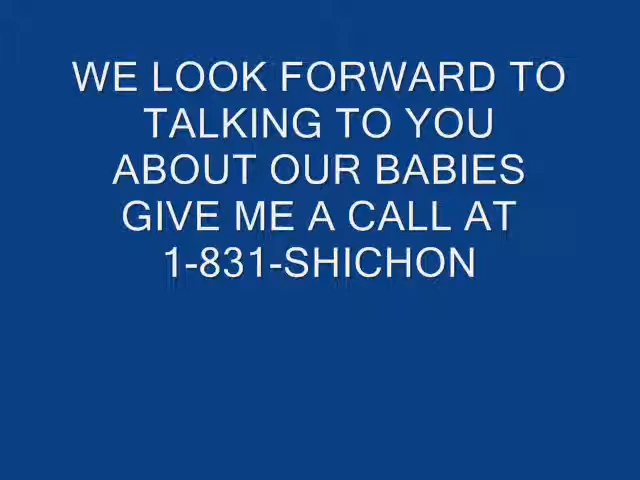 WE LOOK FORWARD TO
TALKING TO YOU
ABOUT OUR BABIES
GIVE ME A CALL AT
1-831-SHICHON